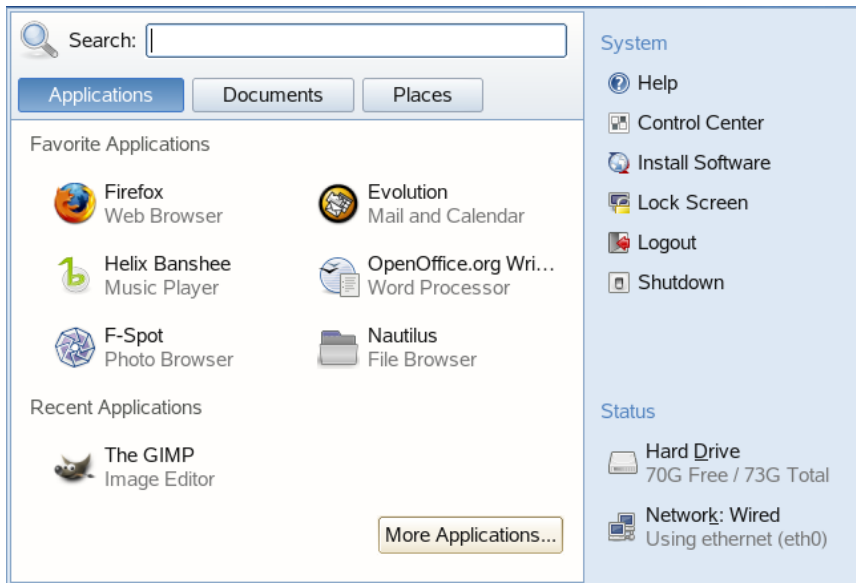 Search:
Applications
Documents
Places
Favorite Applications
Firefox
Web Browser
Evolution
Mail and Calendar
Helix Banshee
Music Player
OpenOffice.org Wri...
Word Processor
F-Spot
Photo Browser
Nautilus
File Browser
Recent Applications
The GIMP
Image Editor
More Applications...
System
Help
Control Center
Install Software
Lock Screen
Logout
Shutdown
Status
Hard Drive
70G Free / 73G Total
Network: Wired
Using ethernet (eth0)